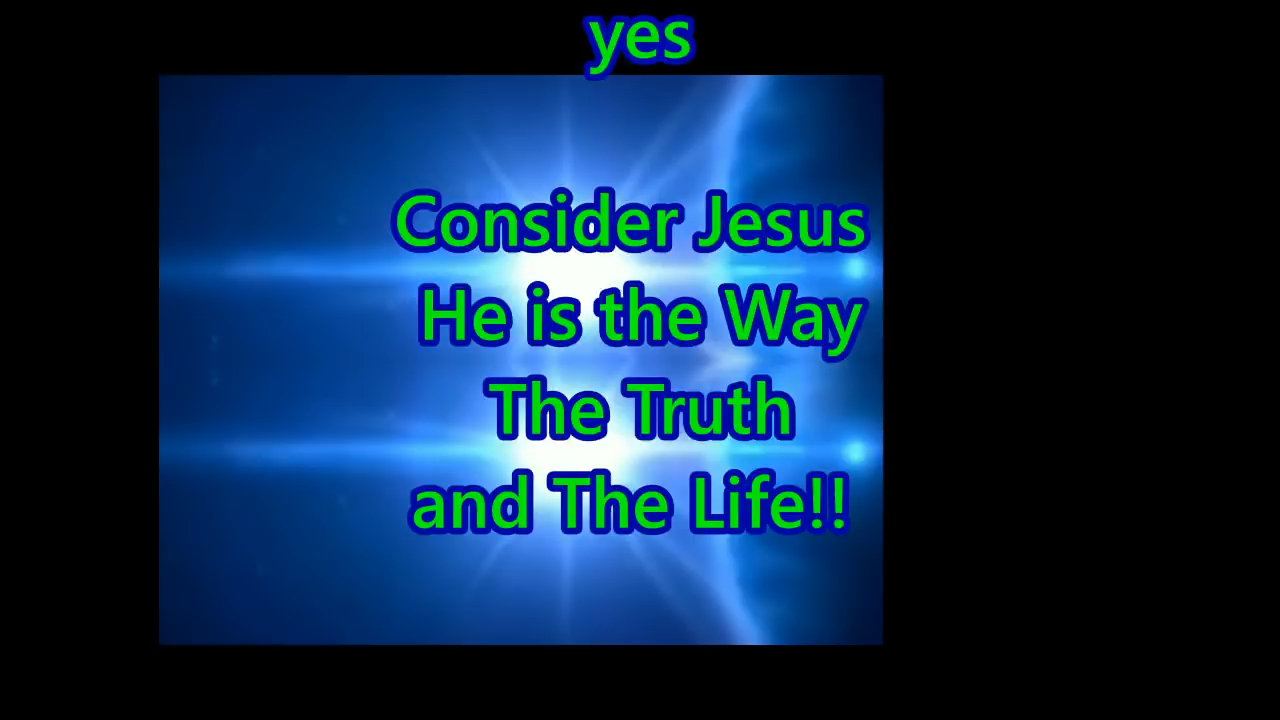 yes
Consider Jesus
He is the Way
The Truth
and The Life!!